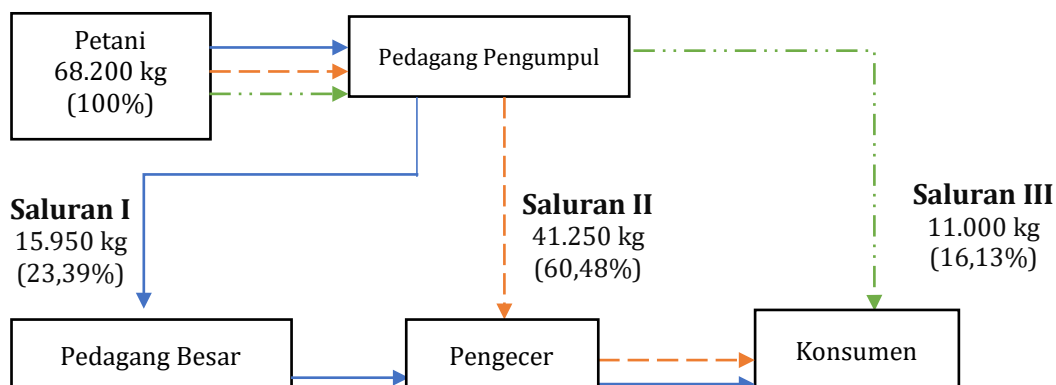 Petani
68.200 kg
(100%)
Pedagang Pengumpul
Saluran I
15.950 kg
(23,39%)
Saluran II
41.250 kg
(60,48%)
Saluran III
11.000 kg
(16,13%)
Pedagang Besar
Pengecer
Konsumen